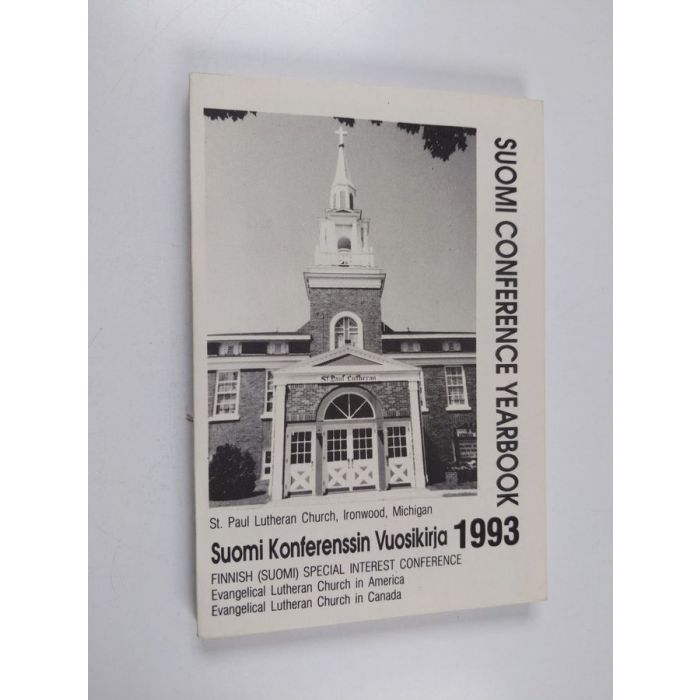 SUOMI CONFERENCE YEARBOOK
St. Paul Lutheran
St. Paul Lutheran Church, Ironwood, Michigan
Suomi Konferenssin Vuosikirja 1993
FINNISH (SUOMI) SPECIAL INTEREST CONFERENCE
Evangelical Lutheran Church in America
Evangelical Lutheran Church in Canada